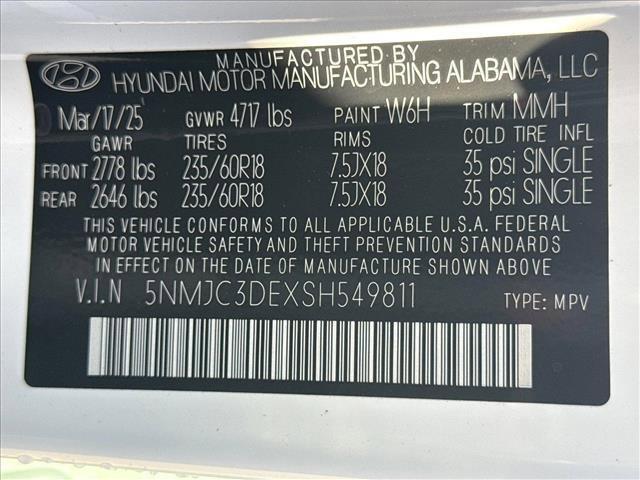 MANUFACTURED BY
HYUNDAI MOTOR MANUFACTURING ALABAMA, LLC
Mar/17/25 GVWR 4717 lbs PAINT W6H TRIM MMH
GAWR TIRES RIMS COLD TIRE INFL
FRONT 2778 lbs 235/60R18 7.5JX18 35 psi SINGLE
REAR 2646 lbs 235/60R18 7.5JX18 35 psi SINGLE
THIS VEHICLE CONFORMS TO ALL APPLICABLE U.S.A. FEDERAL
MOTOR VEHICLE SAFETY AND THEFT PREVENTION STANDARDS
IN EFFECT ON THE DATE OF MANUFACTURE SHOWN ABOVE.
V.I.N 5NMJC3DEXSH549811 TYPE: MPV